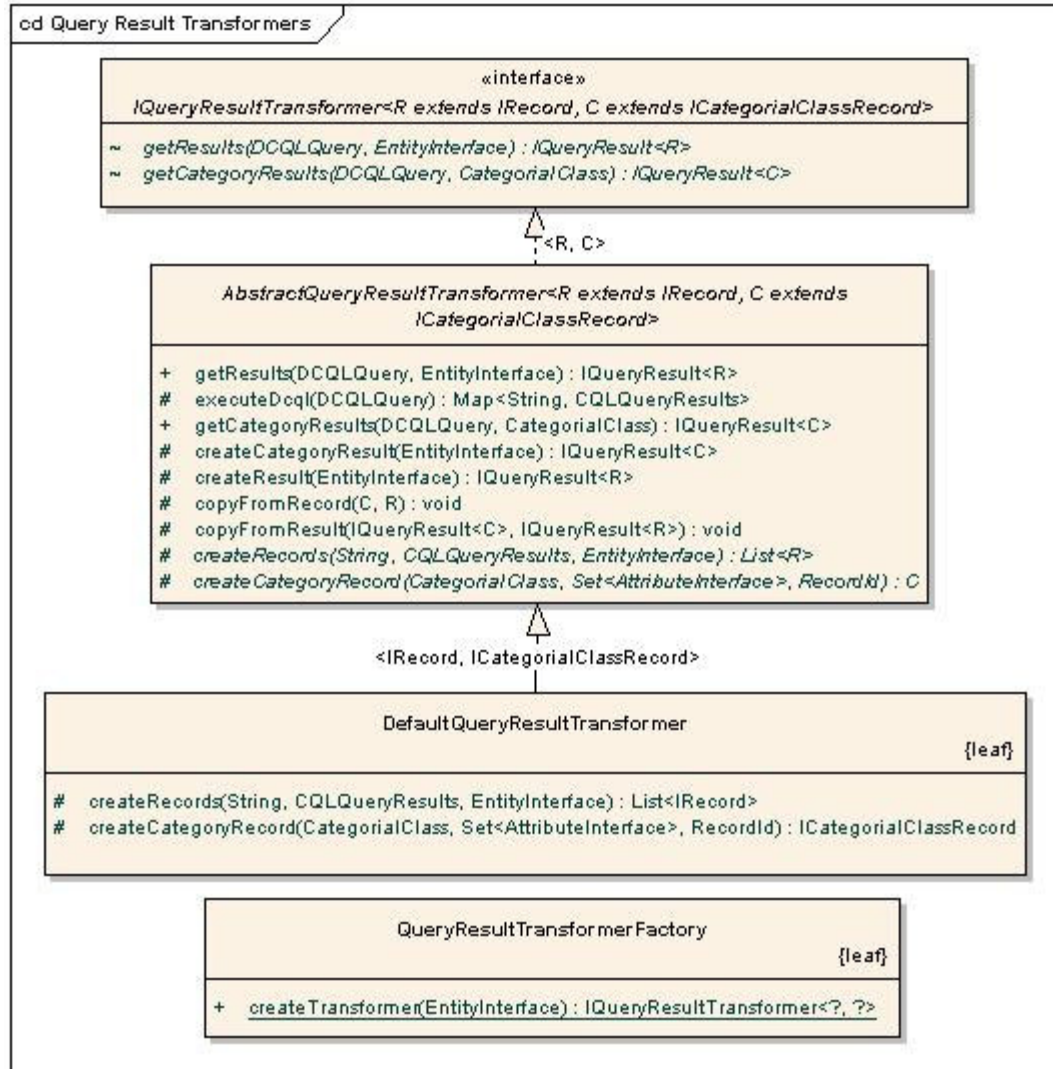 cd Query Result Transformers
«interface»
IQueryResultTransformer<R extends IRecord, C extends ICategorialClassRecord>
~ getResults(DCQLQuery, EntityInterface) : IQueryResult<R>
~ getCategoryResults(DCQLQuery, CategorialClass) : IQueryResult<C>
<R, C>
AbstractQueryResultTransformer<R extends IRecord, C extends
ICategorialClassRecord>
+ getResults(DCQLQuery, EntityInterface) : IQueryResult<R>
# executeDcql(DCQLQuery) : Map<String, CQLQueryResults>
+ getCategoryResults(DCQLQuery, CategorialClass) : IQueryResult<C>
# createCategoryResult(EntityInterface) : IQueryResult<C>
# createResult(EntityInterface) : IQueryResult<R>
# copyFromRecord(C, R) : void
# copyFromResult(IQueryResult<C>, IQueryResult<R>) : void
# createRecords(String, CQLQueryResults, EntityInterface) : List<R>
# createCategoryRecord(CategorialClass, Set<AttributeInterface>, RecordId) : C
<IRecord, ICategorialClassRecord>
DefaultQueryResultTransformer
{leaf}
# createRecords(String, CQLQueryResults, EntityInterface) : List<IRecord>
# createCategoryRecord(CategorialClass, Set<AttributeInterface>, RecordId) : ICategorialClassRecord
QueryResultTransformerFactory
{leaf}
+ createTransformer(EntityInterface) : IQueryResultTransformer<?, ?>